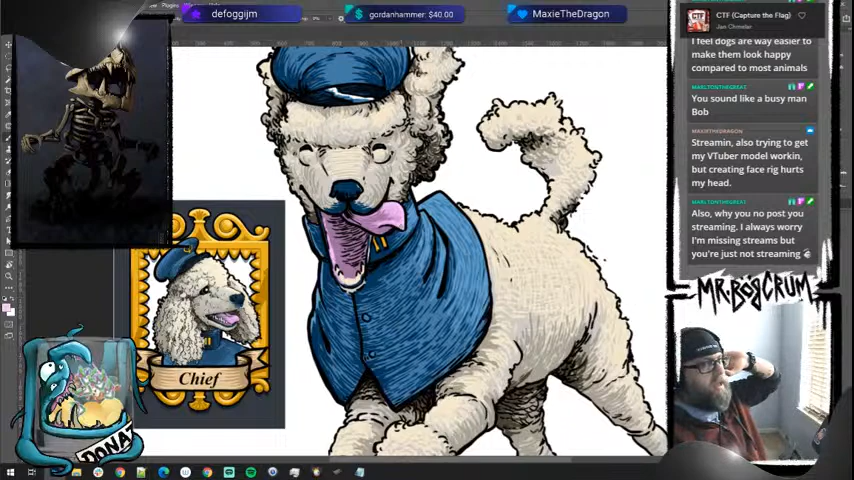 defoggijm
gordanhammer: $40.00
MaxieTheDragon
CTF (Capture the Flag)
Jan Chmelar
I feel dogs are way easier to
make them look happy
compared to most animals
MARLTONTHEGREAT
You sound like a busy man
Bob
MAXIETHEDRAGON
Streamin, also trying to get
my VTuber model workin,
but creating face rig hurts
my head.
MARLTONTHEGREAT
Also, why you no post you
streaming. I always worry
I'm missing streams but
you're just not streaming
MR.BOGCRUM
Chief
DONAT